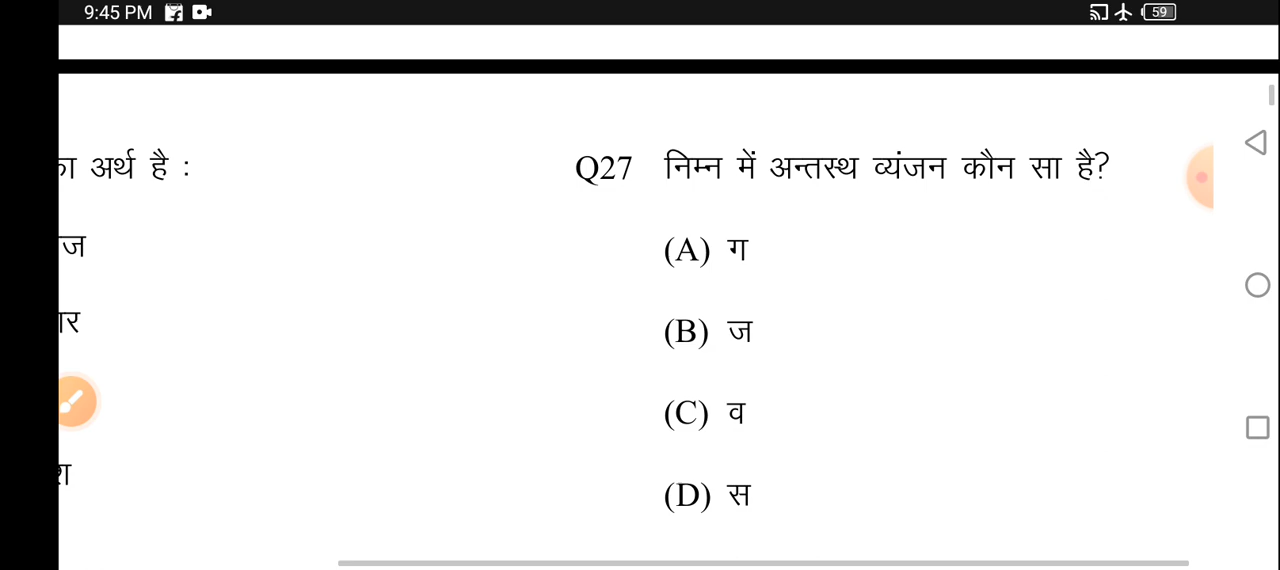 9:45 PM
59
का अर्थ है :
ज
ार
श
Q27 निम्न में अन्तस्थ व्यंजन कौन सा है?
(A) ग
(B) ज
(C) व
(D) स